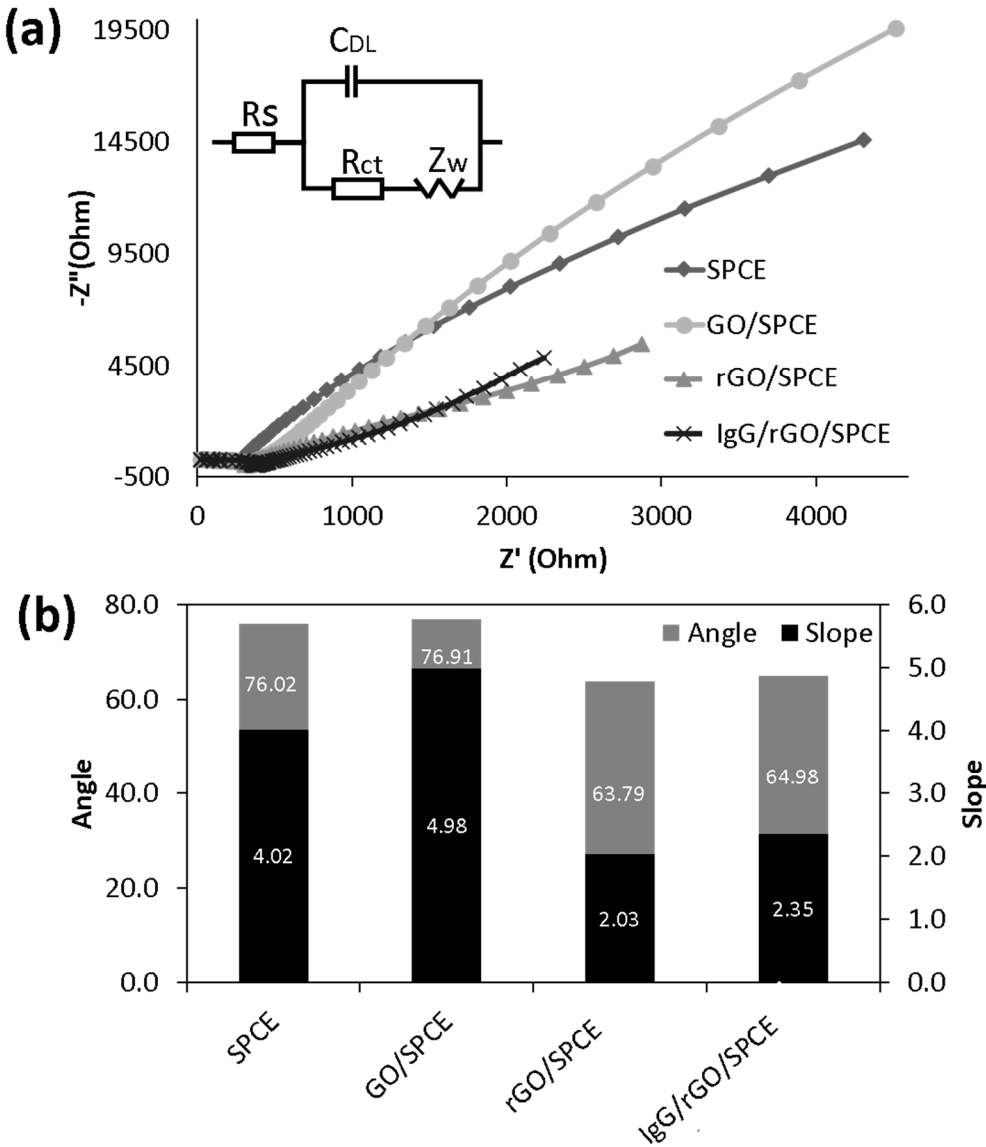 (a)
19500
14500
9500
4500
-500
-Z"(Ohm)
CDL
Rs
Rct
Zw
SPCE
GO/SPCE
rGO/SPCE
IgG/rGO/SPCE
0 1000 2000 3000 4000
Z' (Ohm)
(b)
80.0
60.0
40.0
20.0
0.0
Angle
Angle Slope
76.02
76.91
63.79
64.98
4.02
4.98
2.03
2.35
6.0
5.0
4.0
3.0
2.0
1.0
0.0
Slope
SPCE
GO/SPCE
rGO/SPCE
IgG/rGO/SPCE